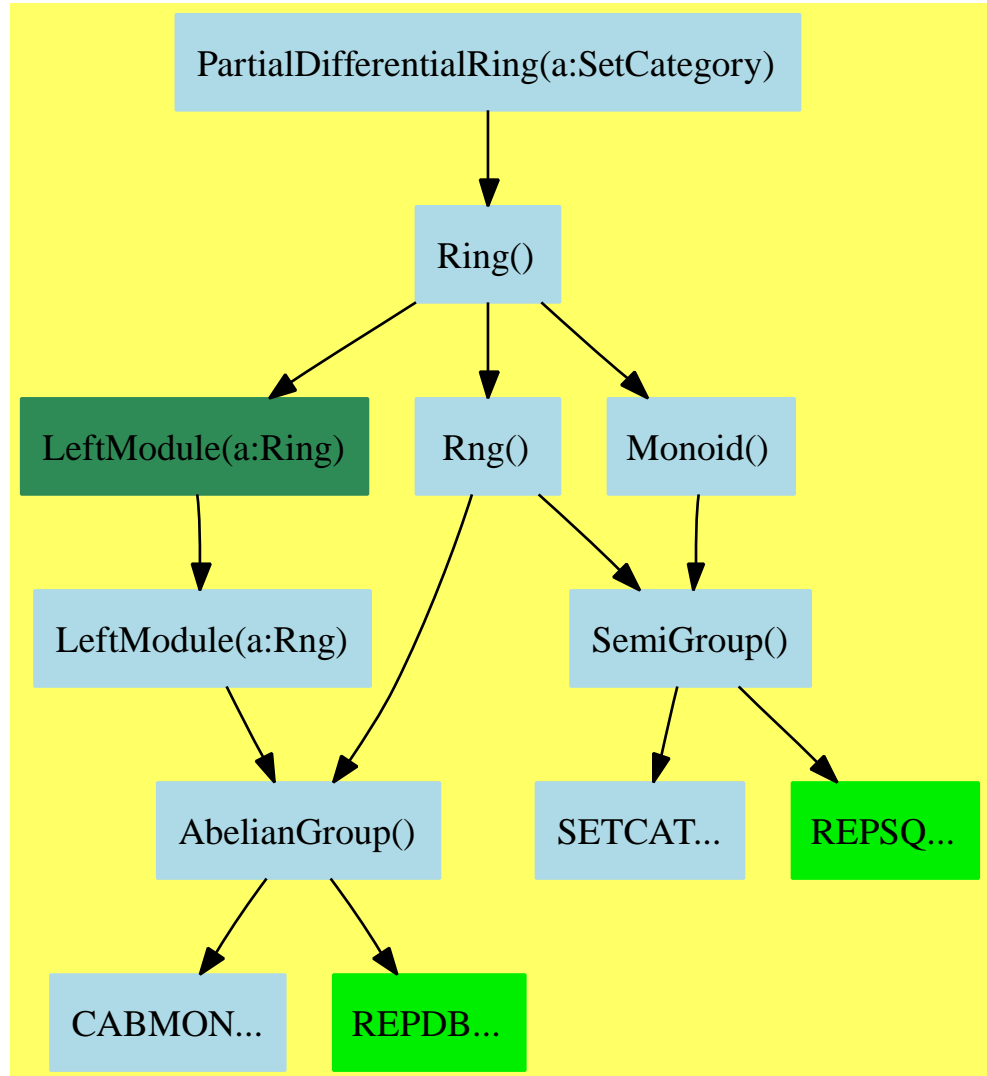 PartialDifferentialRing(a:SetCategory)
Ring()
LeftModule(a:Ring)
Rng()
Monoid()
LeftModule(a:Rng)
SemiGroup()
AbelianGroup()
SETCAT...
REPSQ...
CABMON...
REPDB...